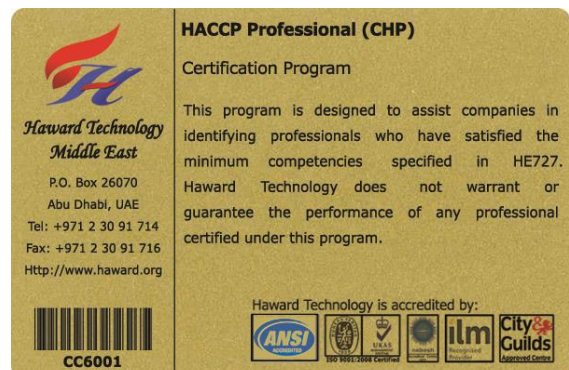 HACCP Professional (CHP)
Certification Program
This program is designed to assist companies in
identifying professionals who have satisfied the
minimum competencies specified in HE727.
Haward Technology does not warrant or
guarantee the performance of any professional
certified under this program.
Haward Technology
Middle East
P.O. Box 26070
Abu Dhabi, UAE
Tel: +971 2 30 91 714
Fax: +971 2 30 91 716
Http://www.haward.org
CC6001
Haward Technology is accredited by:
ANSI
ACCREDITED
UKAS
ISO 9001:2008 Certified
nebosh
ilm
Recognised
Provider
City&
Guilds
Approved Centre